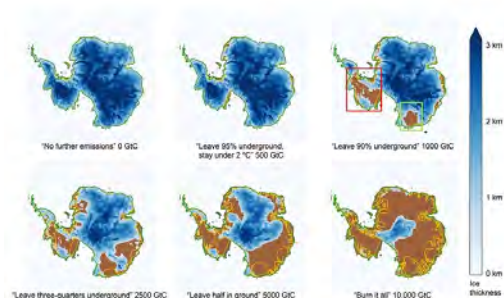 3 km
2 km
1 km
0 km
Ice
thickness
"No further emissions" 0 GtC
"Leave 95% underground,
stay under 2 °C" 500 GtC
"Leave 90% underground" 1000 GtC
"Leave three-quarters underground" 2500 GtC
"Leave half in ground" 5000 GtC
"Burn it all" 10.000 GtC